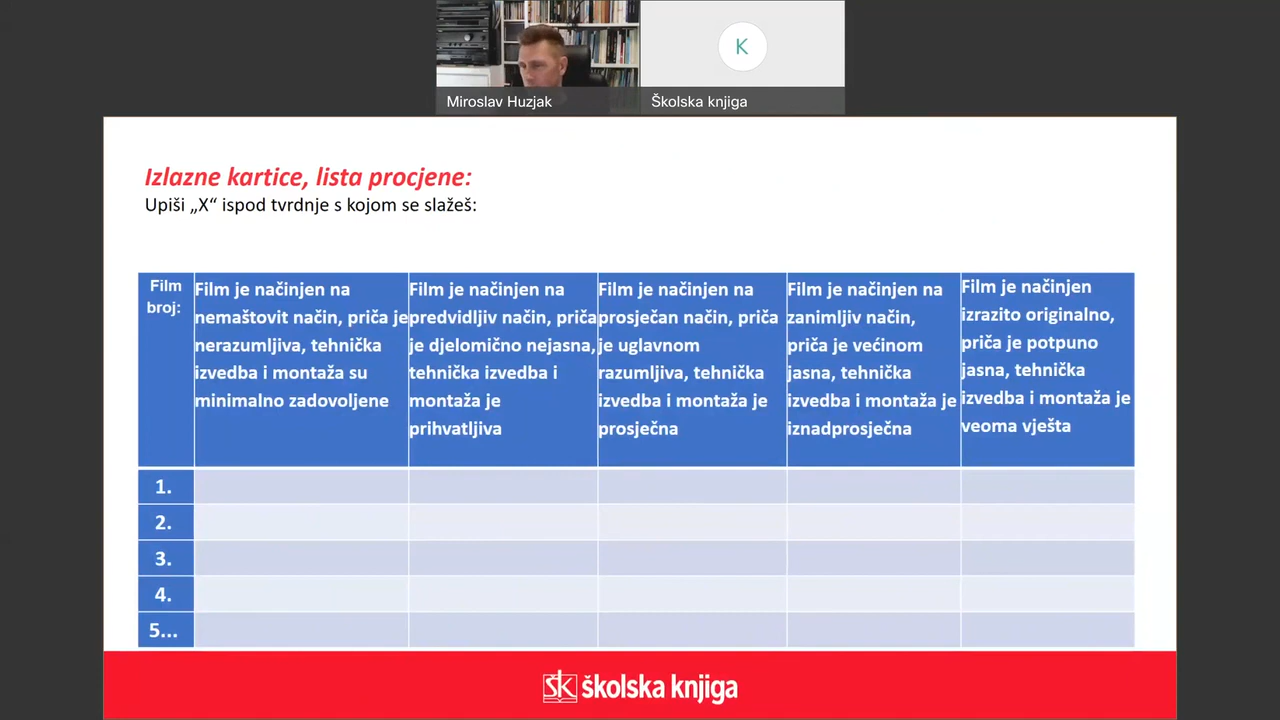 K
Miroslav Huzjak
Školska knjiga
Izlazne kartice, lista procjene:
Upiši „X“ ispod tvrdnje s kojom se slažeš:
Film
broj:
Film je načinjen na
nemaštovit način, priča je
nerazumljiva, tehnička
izvedba i montaža su
minimalno zadovoljene
Film je načinjen na
predvidljiv način, priča
je djelomično nejasna,
tehnička izvedba i
montaža je
prihvatljiva
Film je načinjen na
prosječan način, priča
je uglavnom
razumljiva, tehnička
izvedba i montaža je
prosječna
Film je načinjen na
zanimljiv način,
priča je većinom
jasna, tehnička
izvedba i montaža je
iznadprosječna
Film je načinjen
izrazito originalno,
priča je potpuno
jasna, tehnička
izvedba i montaža je
veoma vješta
1.
2.
3.
4.
5...
šk školska knjiga